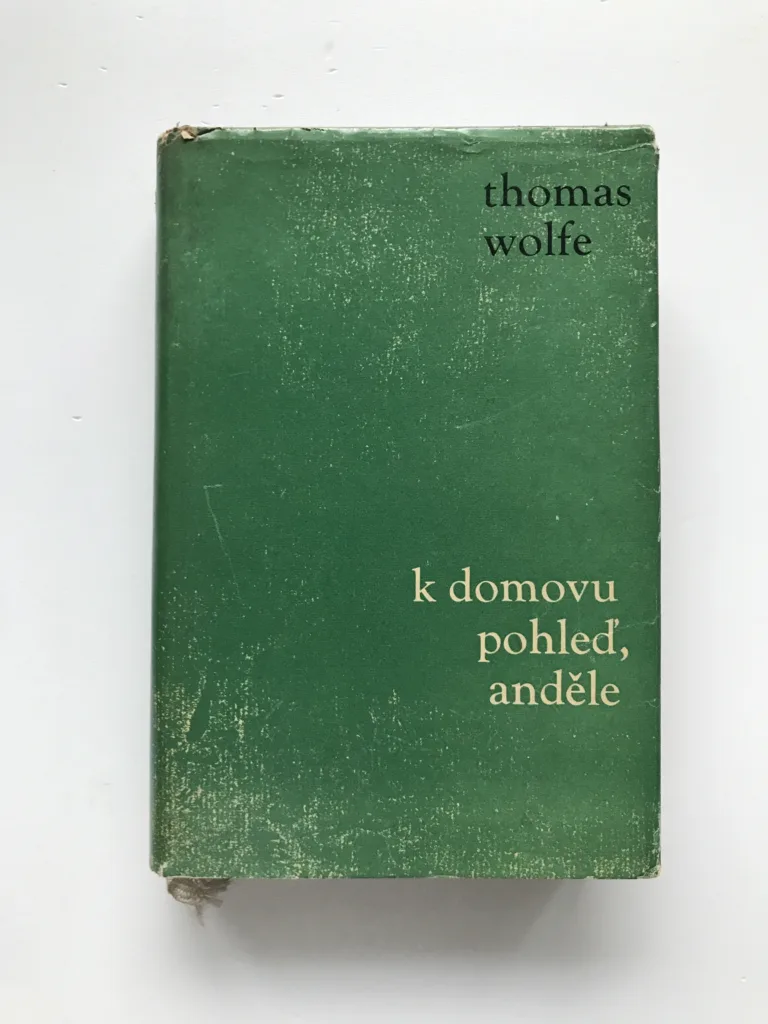 thomas
wolfe
k domovu
pohleď,
anděle